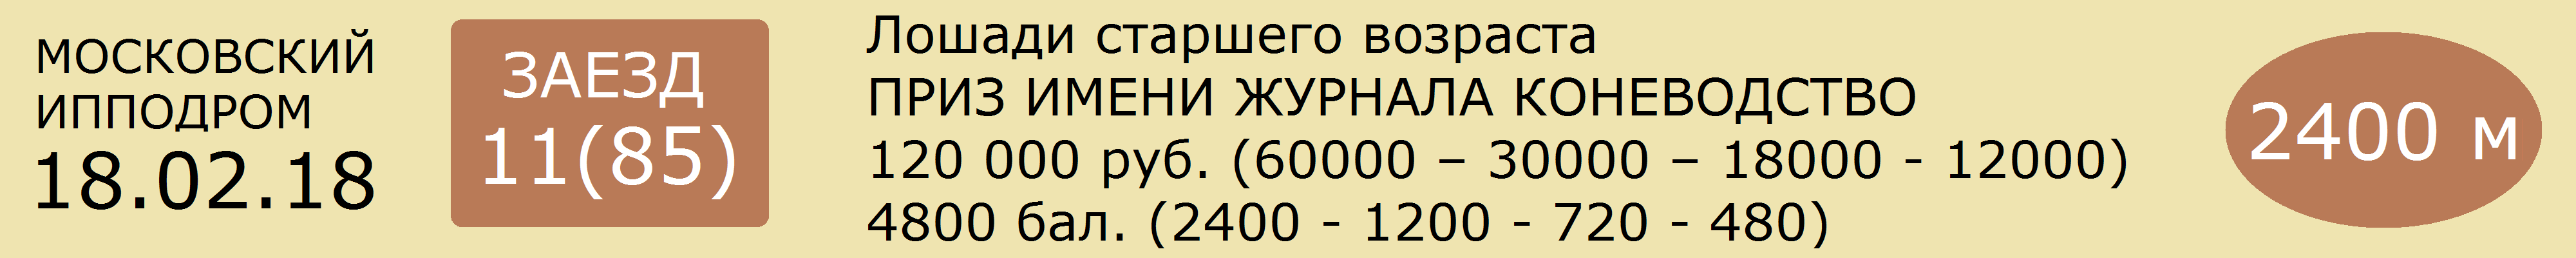 МОСКОВСКИЙ
ИППОДРОМ
18.02.18
ЗАЕЗД
11(85)
Лошади старшего возраста
ПРИЗ ИМЕНИ ЖУРНАЛА КОНЕВОДСТВО
120 000 руб. (60000 – 30000 – 18000 - 12000)
4800 бал. (2400 - 1200 - 720 - 480)
2400 м